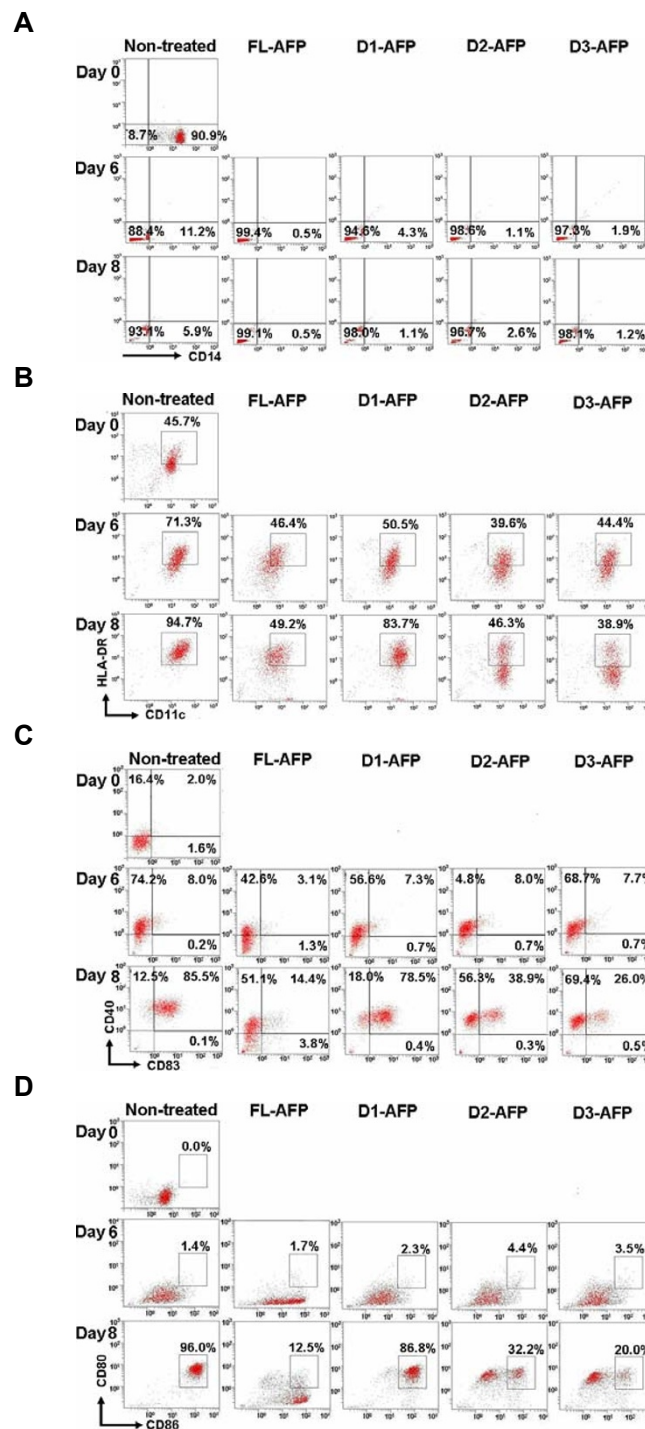 A
Non-treated FL-AFP D1-AFP D2-AFP D3-AFP
Day 0
8.7% 90.9%
Day 6
88.4% 11.2% 99.4% 0.5% 94.6% 4.3% 98.6% 1.1% 97.3% 1.9%
Day 8
93.1% 5.9% 99.1% 0.5% 98.0% 1.1% 96.7% 2.6% 98.1% 1.2%
CD14
B
Non-treated FL-AFP D1-AFP D2-AFP D3-AFP
Day 0 45.7%
Day 6 71.3% 46.4% 50.5% 39.6% 44.4%
Day 8 94.7% 49.2% 83.7% 46.3% 38.9%
HLA-DR
CD11c
C
Non-treated FL-AFP D1-AFP D2-AFP D3-AFP
Day 0 16.4% 2.0%
1.6%
Day 6 74.2% 8.0% 42.6% 3.1% 56.6% 7.3% 4.8% 8.0% 68.7% 7.7%
0.2% 1.3% 0.7% 0.7% 0.7%
Day 8 12.5% 85.5% 51.1% 14.4% 18.0% 78.5% 56.3% 38.9% 69.4% 26.0%
CD40
0.1% 3.8% 0.4% 0.3% 0.5%
CD83
D
Non-treated FL-AFP D1-AFP D2-AFP D3-AFP
Day 0 0.0%
Day 6 1.4% 1.7% 2.3% 4.4% 3.5%
Day 8 96.0% 12.5% 86.8% 32.2% 20.0%
CD80
CD86